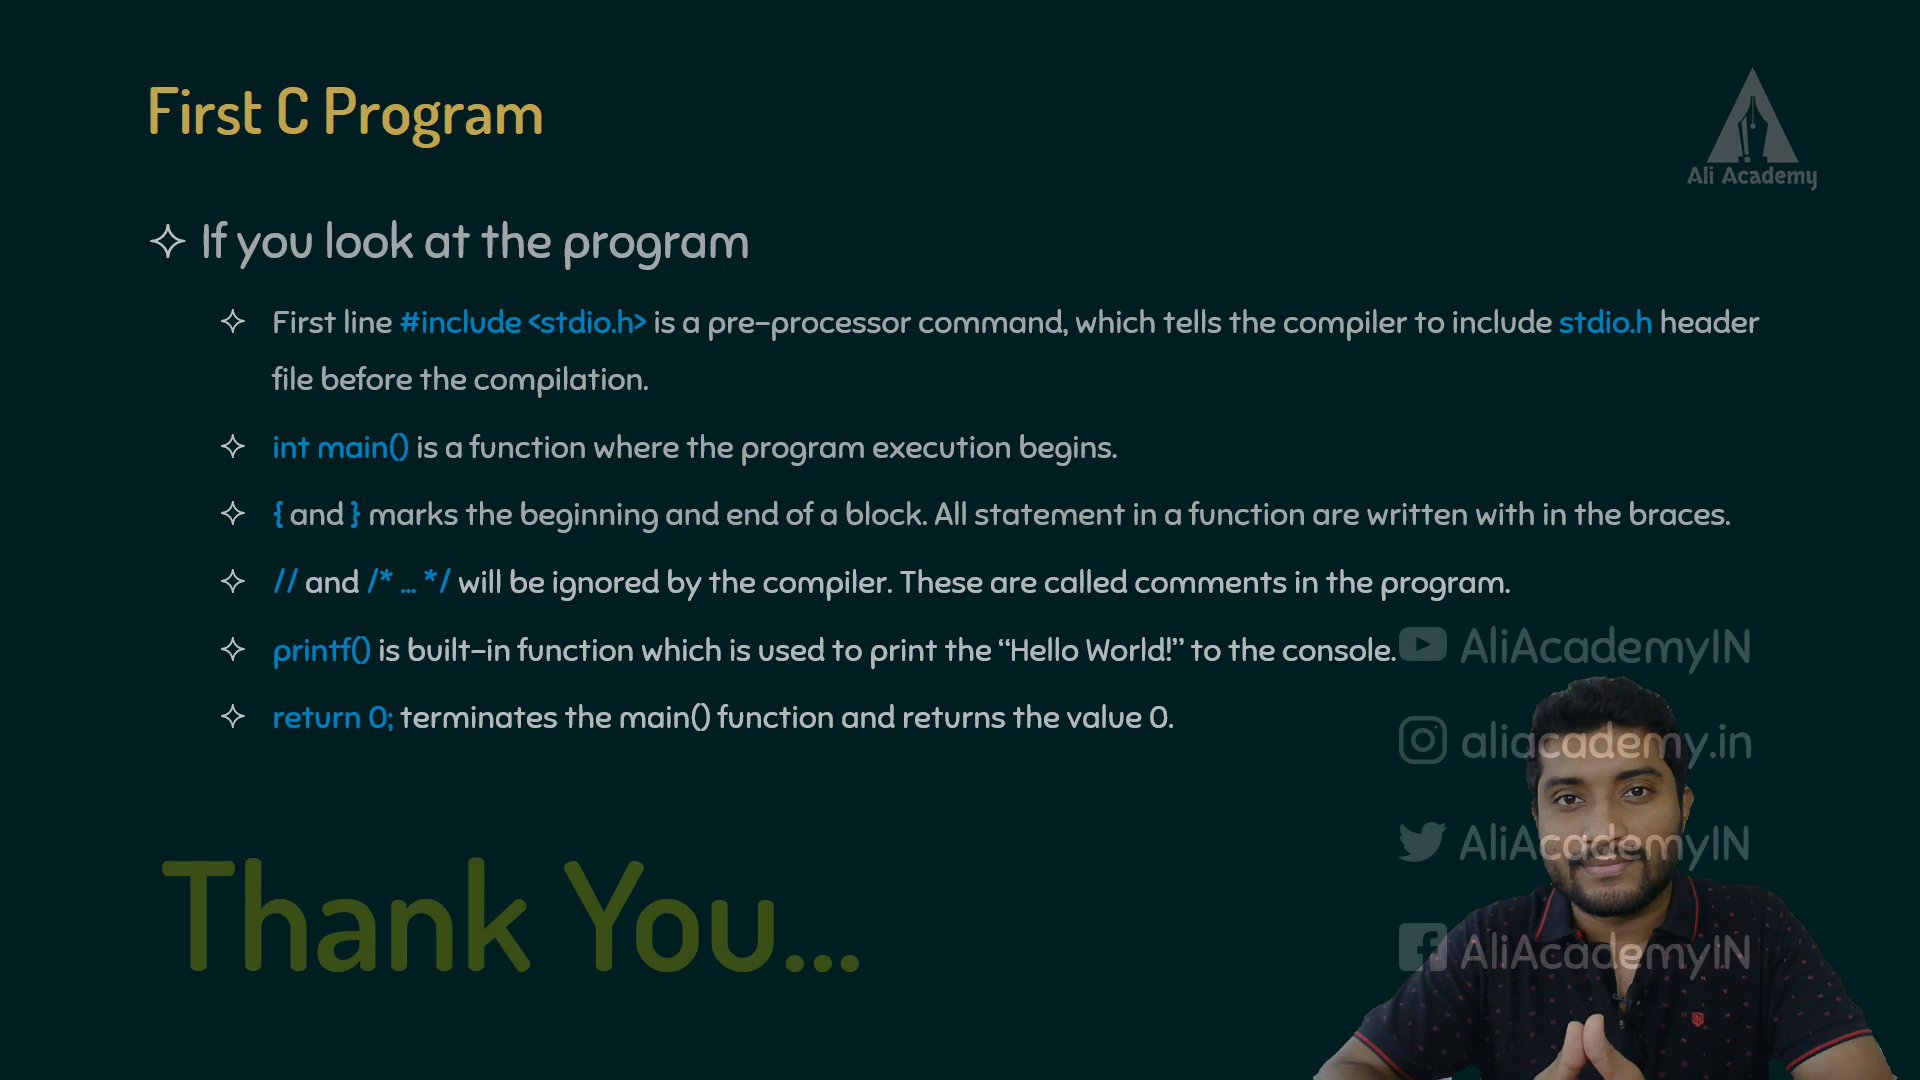 First C Program
Ali Academy
If you look at the program
First line #include <stdio.h> is a pre-processor command, which tells the compiler to include stdio.h header
file before the compilation.
int main() is a function where the program execution begins.
{ and } marks the beginning and end of a block. All statement in a function are written with in the braces.
// and /* ... */ will be ignored by the compiler. These are called comments in the program.
printf() is built-in function which is used to print the “Hello World!” to the console.
AliAcademyIN
return 0; terminates the main() function and returns the value 0.
aliacademy.in
AliAcademyIN
Thank You...
AliAcademyIN